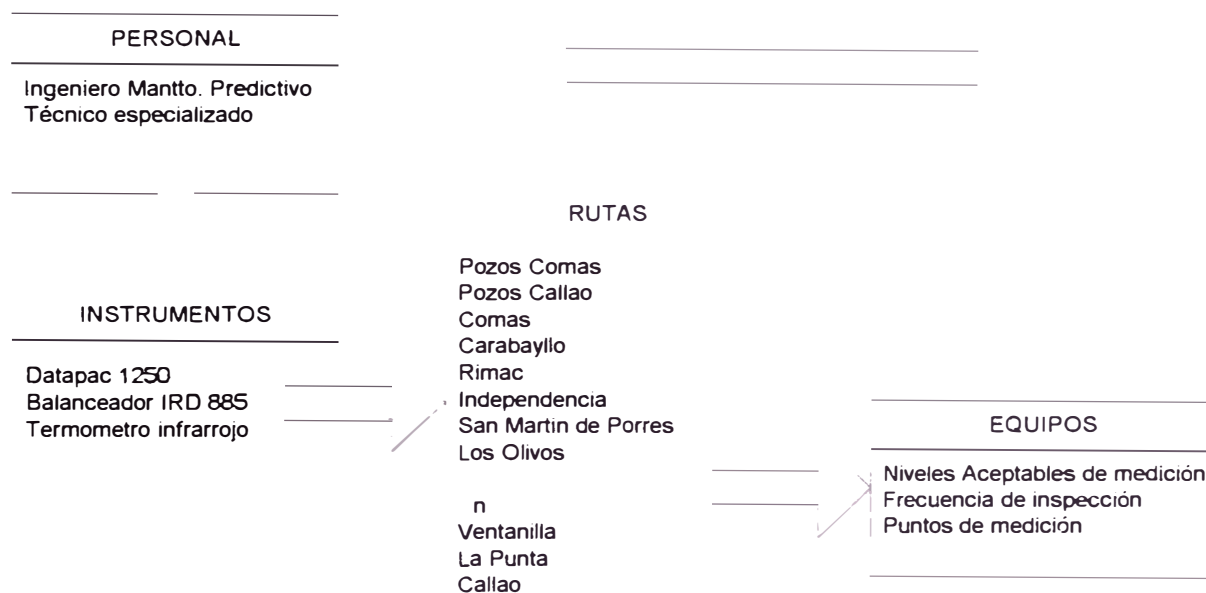 PERSONAL
Ingeniero Mantto. Predictivo
Técnico especializado
RUTAS
Pozos Comas
Pozos Callao
Comas
Carabayllo
Rimac
Independencia
San Martin de Porres
Los Olivos
n
Ventanilla
La Punta
Callao
INSTRUMENTOS
Datapac 1250
Balanceador IRD 885
Termometro infrarrojo
EQUIPOS
Niveles Aceptables de medición
Frecuencia de inspección
Puntos de medición